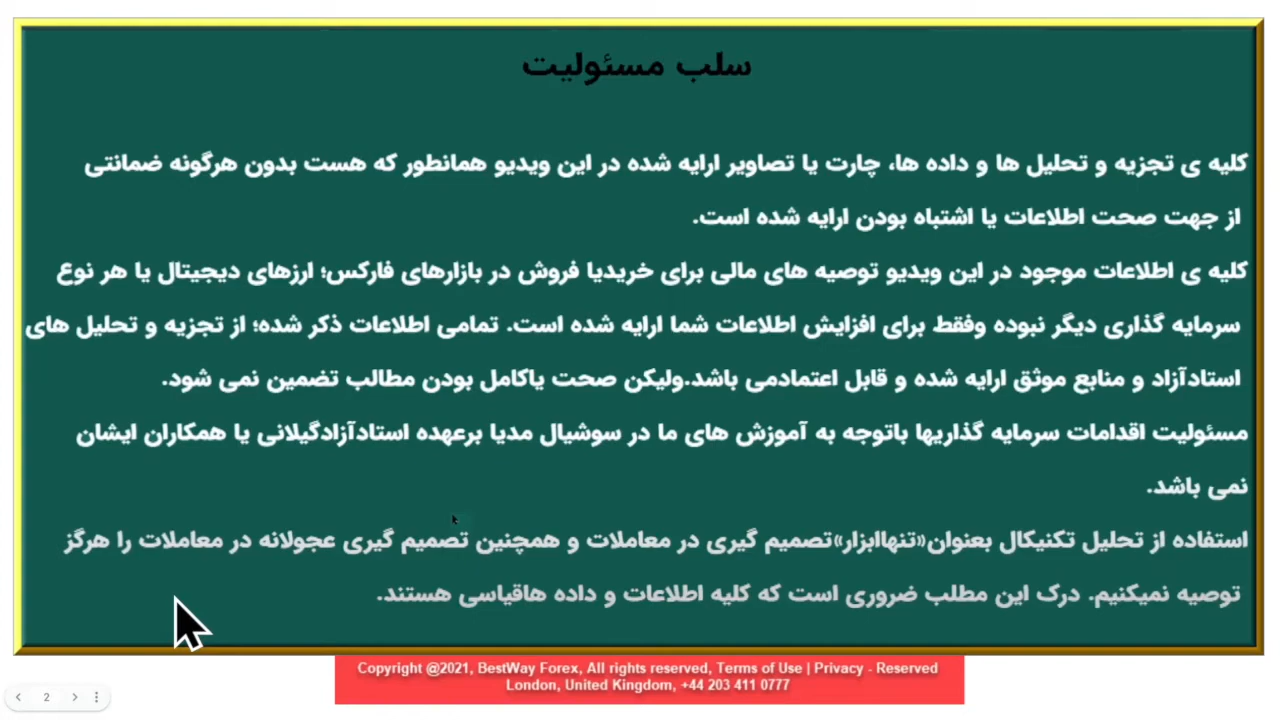 سلب مسئولیت
کلیه ی تجزیه و تحلیل ها و داده ها، چارت یا تصاویر ارایه شده در این ویدیو همانطور که هست بدون هرگونه ضمانتی
از جهت صحت اطلاعات یا اشتباه بودن ارایه شده است.
کلیه ی اطلاعات موجود در این ویدیو توصیه های مالی برای خریدیا فروش در بازارهای فارکس؛ ارزهای دیجیتال یا هر نوع
سرمایه گذاری دیگر نبوده وفقط برای افزایش اطلاعات شما ارایه شده است. تمامی اطلاعات ذکر شده؛ از تجزیه و تحلیل های
استادآزاد و منابع موثق ارایه شده و قابل اعتمادمی باشد.ولیکن صحت یاکامل بودن مطالب تضمین نمی شود.
مسئولیت اقدامات سرمایه گذاریها باتوجه به آموزش های ما در سوشیال مدیا برعهده استادآزادگیلانی یا همکاران ایشان
نمی باشد.
استفاده از تحلیل تکنیکال بعنوان«تنهاابزار»تصمیم گیری در معاملات و همچنین تصمیم گیری عجولانه در معاملات را هرگز
توصیه نمیکنیم. درک این مطلب ضروری است که کلیه اطلاعات و داده هاقیاسی هستند.
Copyright @2021, BestWay Forex, All rights reserved, Terms of Use | Privacy - Reserved
London, United Kingdom, +44 203 411 0777
2